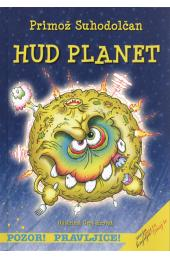 Primož Suhodolčan
HUD PLANET
POZOR! PRAVLJICE!